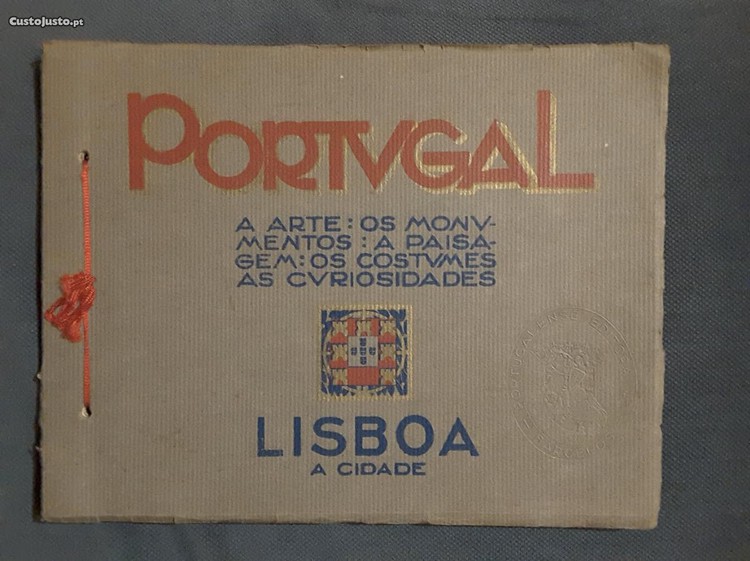 CustoJusto.pt
PORTVGAL
A ARTE: OS MONV-
MENTOS: A PAISA-
GEM: OS COSTVMES
AS CVRIOSIDADES
LISBOA
A CIDADE